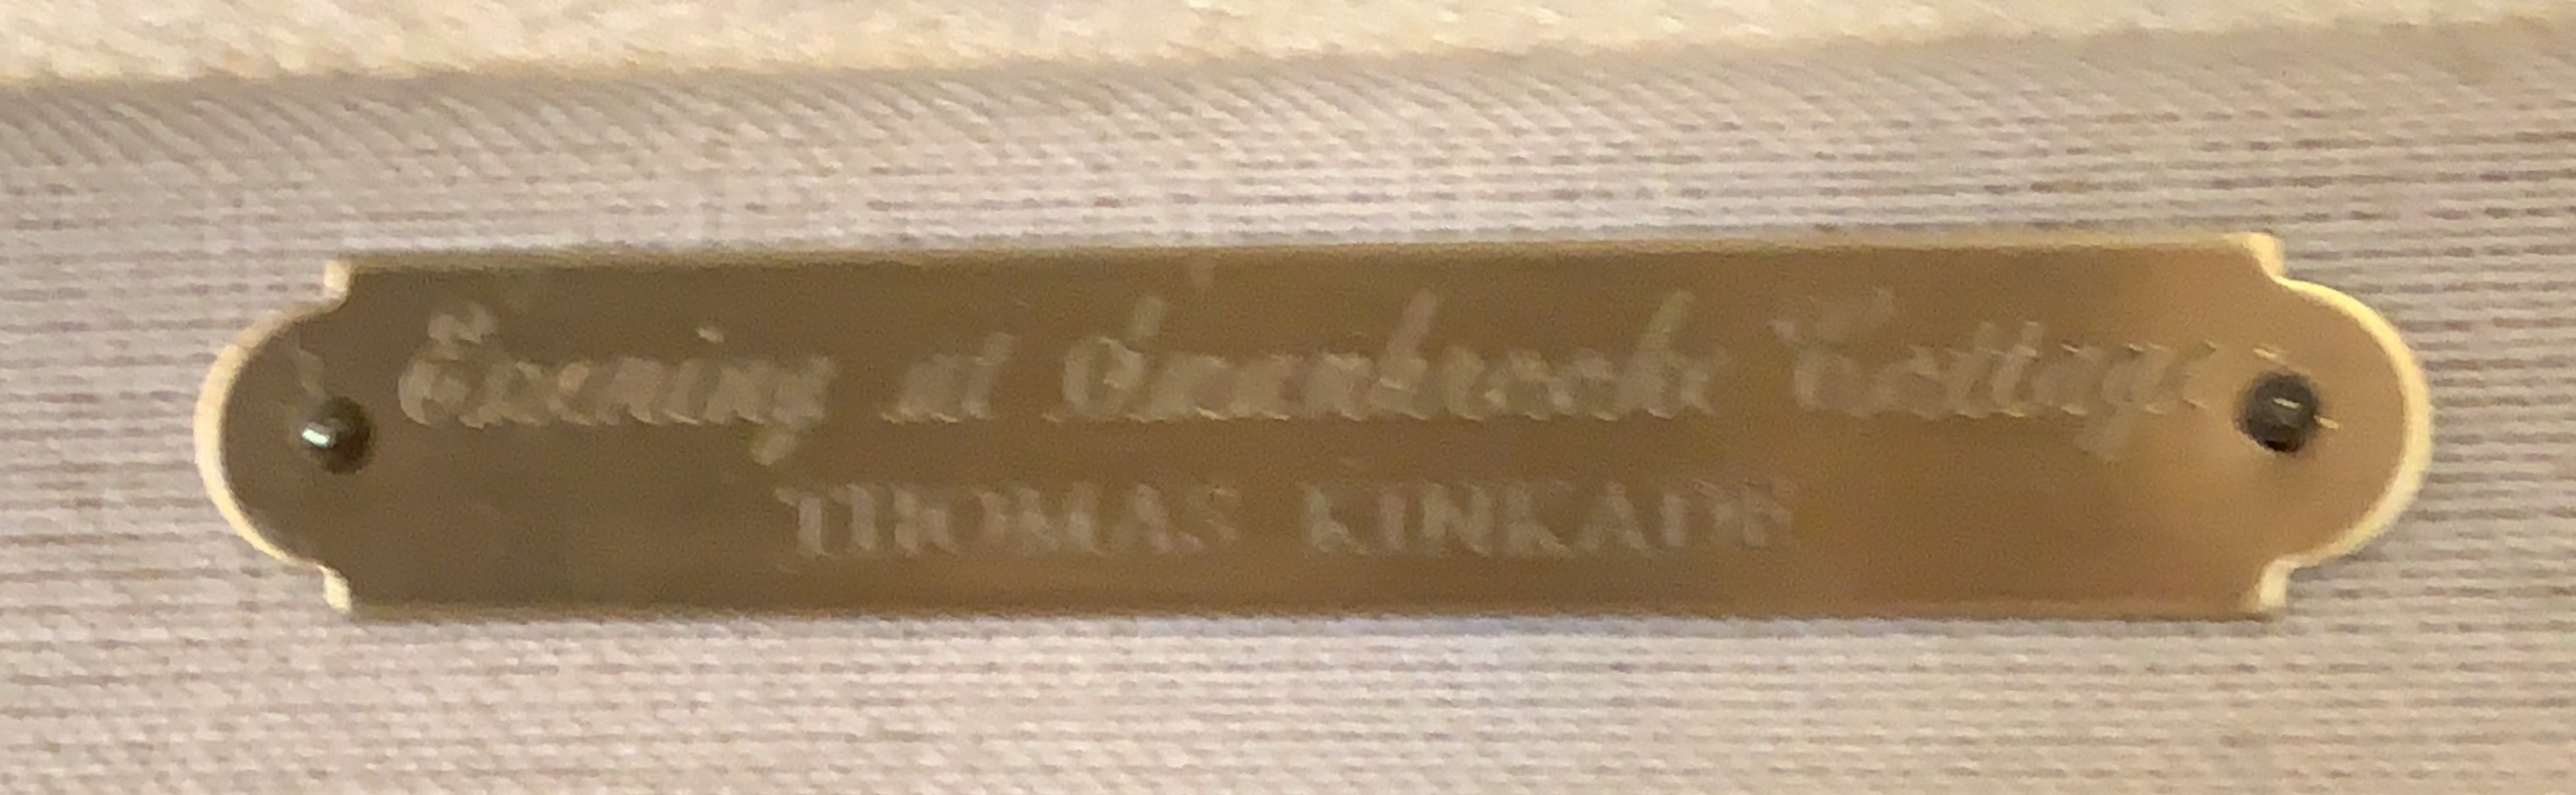 Evening at Swanbrooke Cottage
THOMAS KINKADE